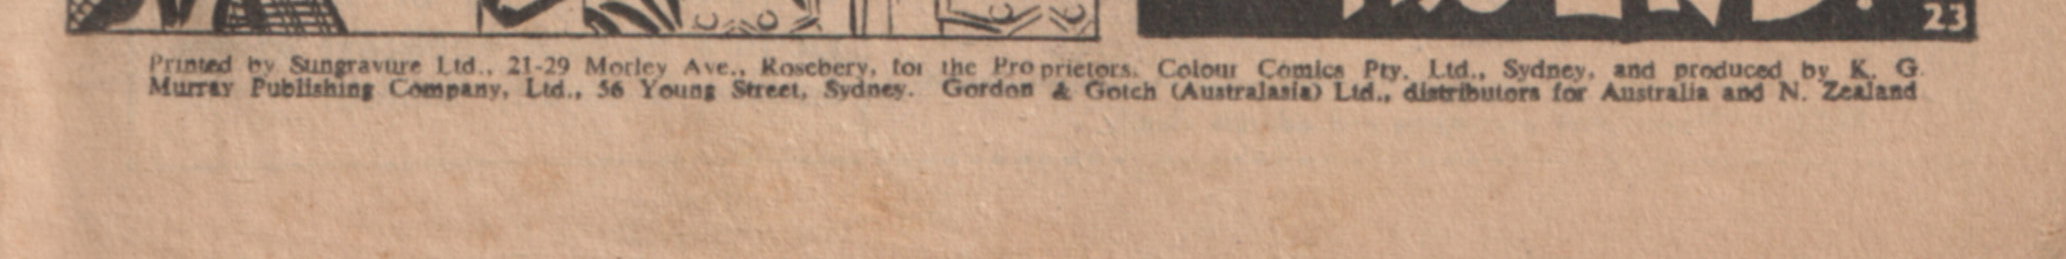 23
Printed by Sungravure Ltd., 21-29 Morley Ave., Rosebery, for the Proprietors. Colour Comics Pty. Ltd., Sydney, and produced by K. G.
Murray Publishing Company, Ltd., 56 Young Street, Sydney. Gordon & Gotch (Australasia) Ltd., distributors for Australia and N. Zealand